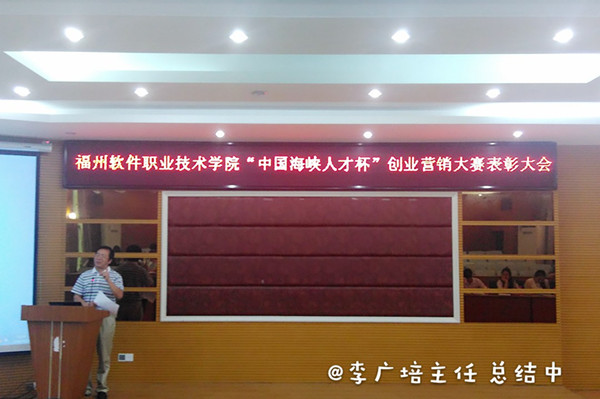 福州软件职业技术学院“中国海峡人才杯”创业营销大赛表彰大会
@李广培主任 总结中